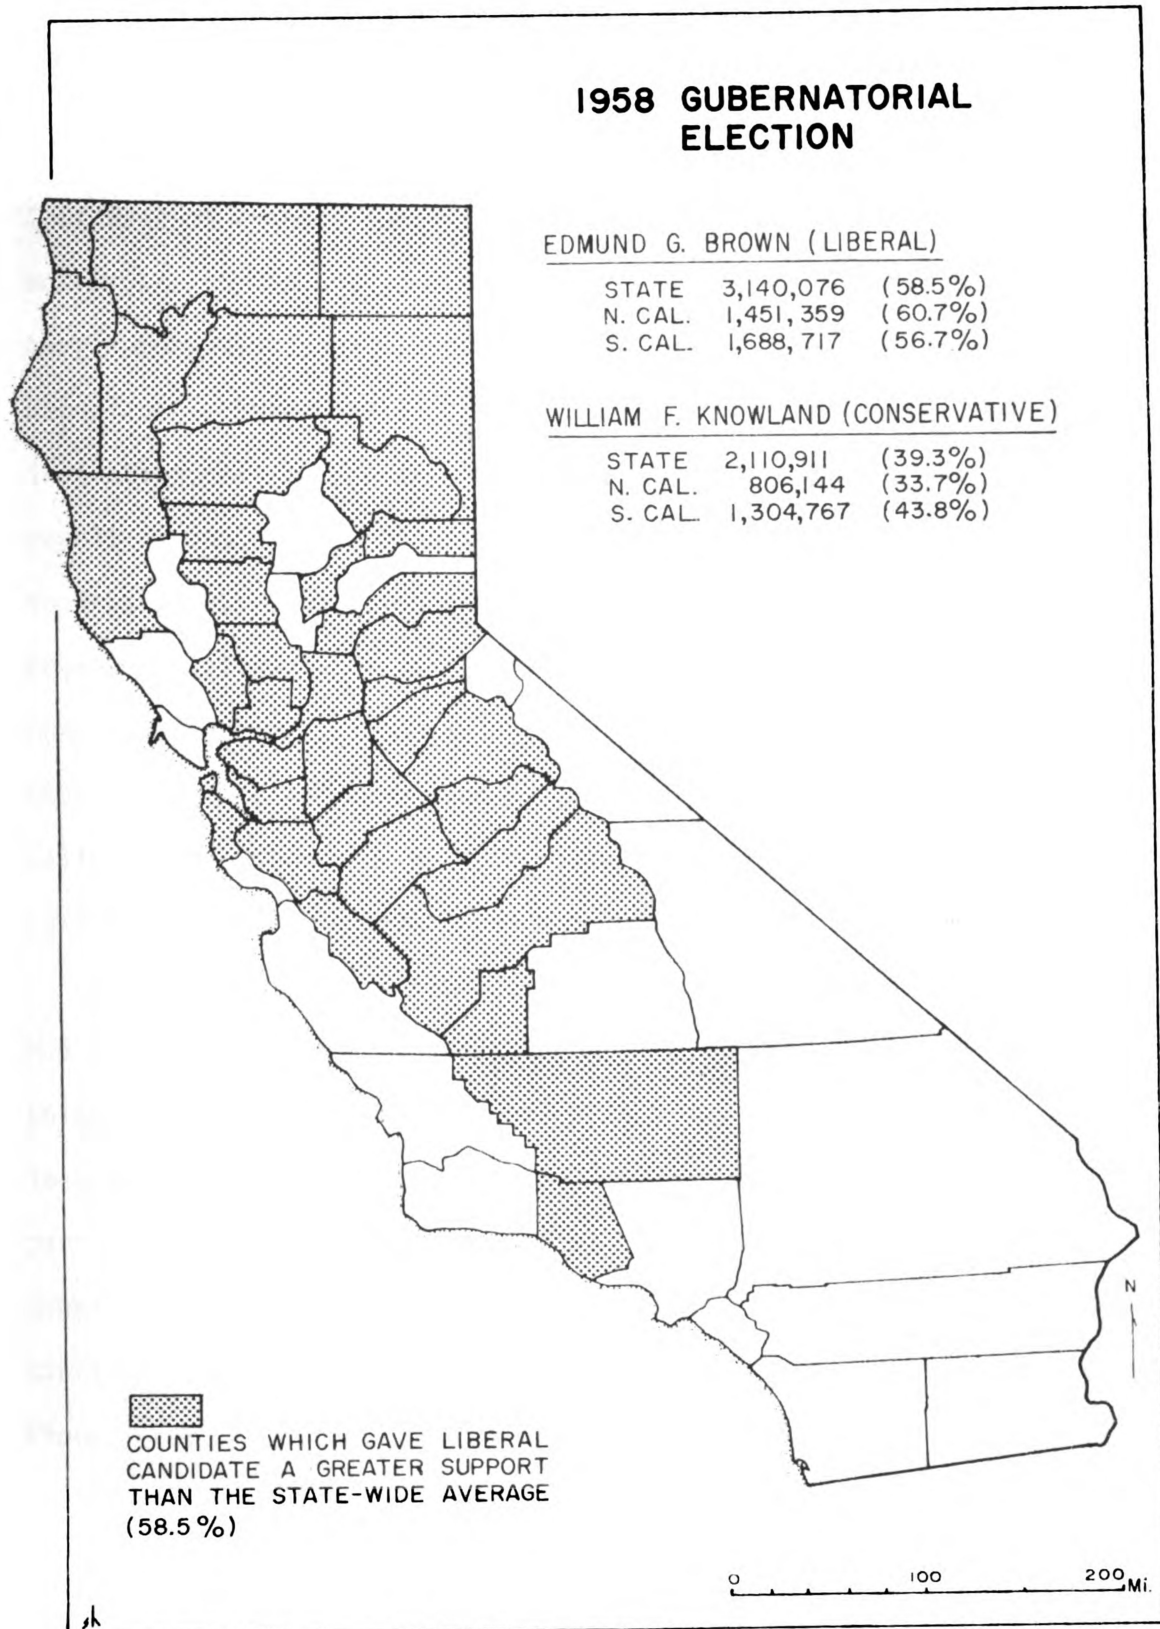 1958 GUBERNATORIAL
ELECTION
EDMUND G. BROWN (LIBERAL)
STATE 3,140,076 (58.5%)
N. CAL. 1,451,359 (60.7%)
S. CAL. 1,688,717 (56.7%)
WILLIAM F. KNOWLAND (CONSERVATIVE)
STATE 2,110,911 (39.3%)
N. CAL. 806,144 (33.7%)
S. CAL. 1,304,767 (43.8%)
N
COUNTIES WHICH GAVE LIBERAL
CANDIDATE A GREATER SUPPORT
THAN THE STATE-WIDE AVERAGE
(58.5%)
0 100 200 Mi.
sh